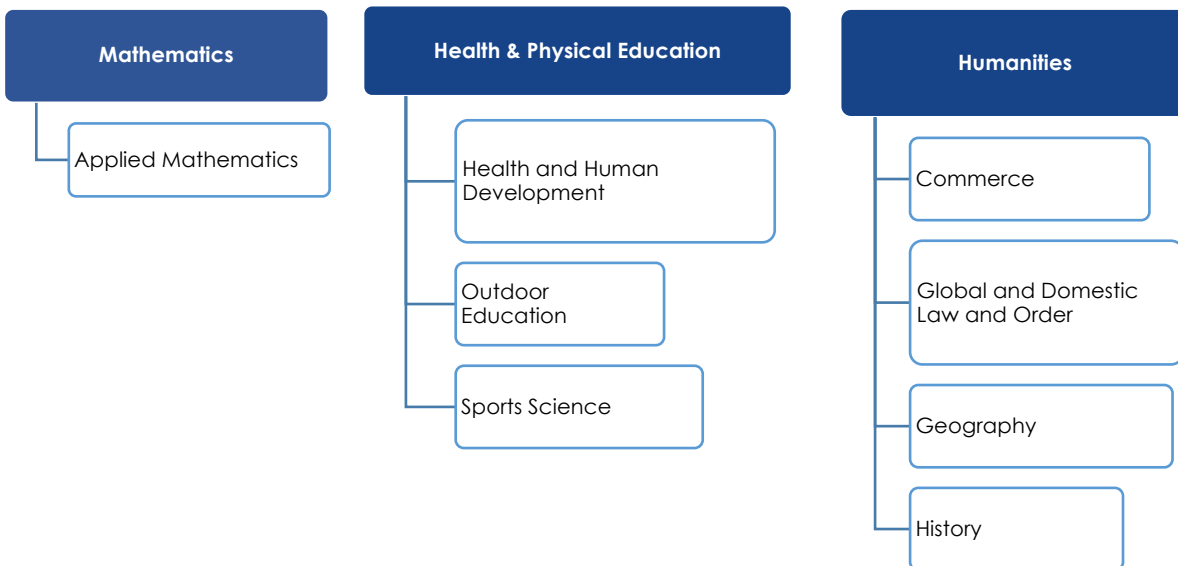 Mathematics
Applied Mathematics
Health & Physical Education
Health and Human
Development
Outdoor
Education
Sports Science
Humanities
Commerce
Global and Domestic
Law and Order
Geography
History